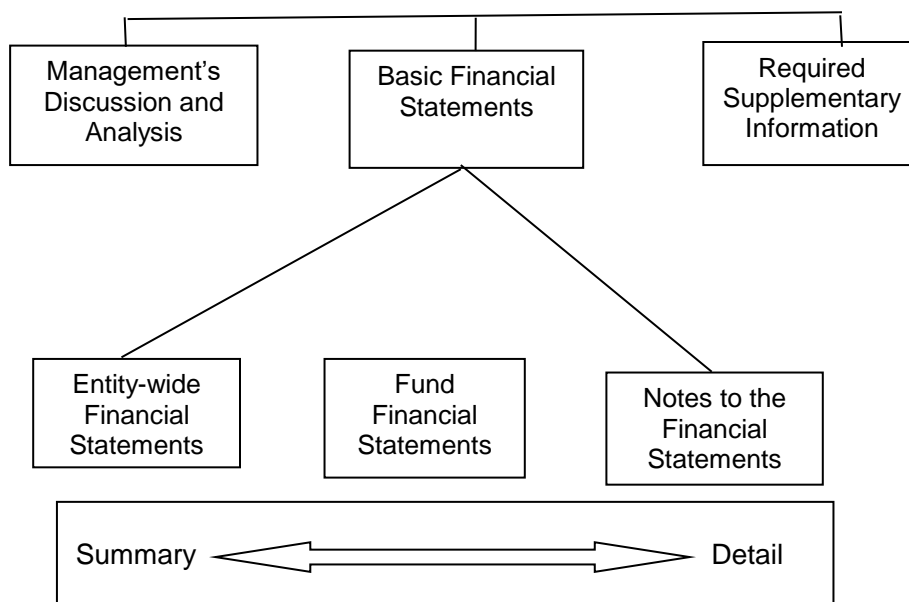 Management’s
Discussion and
Analysis
Basic Financial
Statements
Required
Supplementary
Information
Entity-wide
Financial
Statements
Fund
Financial
Statements
Notes to the
Financial
Statements
Summary
Detail